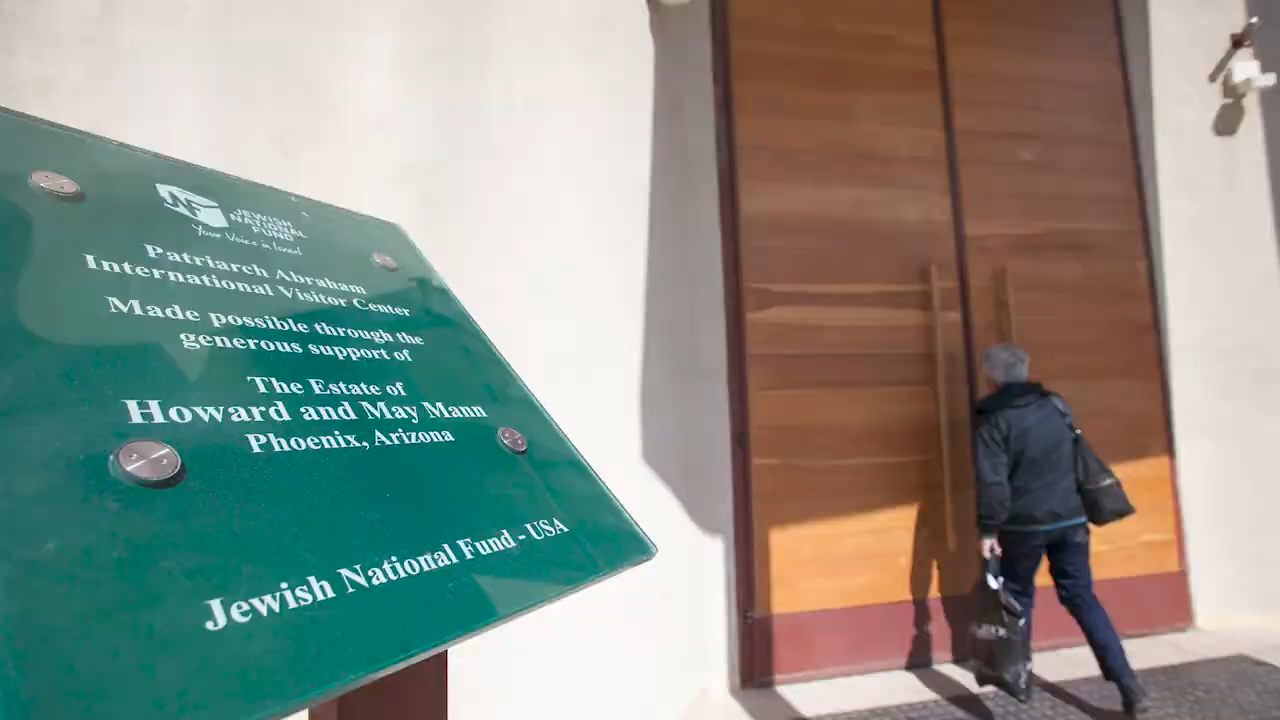 JNF
JEWISH
NATIONAL
FUND
Your Voice in Israel
Patriarch Abraham
International Visitor Center
Made possible through the
generous support of
The Estate of
Howard and May Mann
Phoenix, Arizona
Jewish National Fund - USA